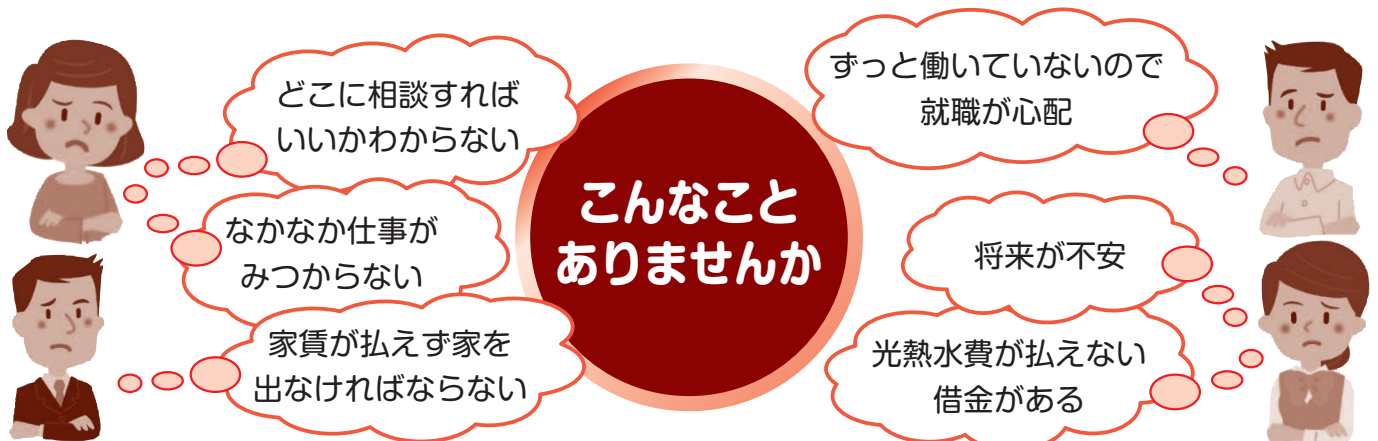 どこに相談すれば
いいかわからない
なかなか仕事が
みつからない
家賃が払えず家を
出なければならない
こんなこと
ありませんか
ずっと働いていないので
就職が心配
将来が不安
光熱水費が払えない
借金がある